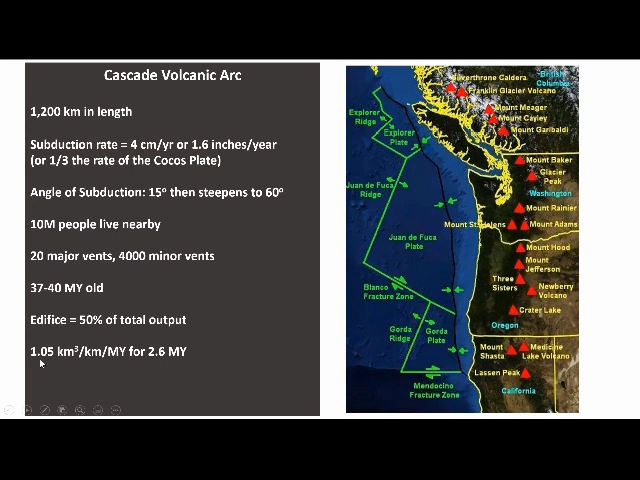 Cascade Volcanic Arc
1,200 km in length
Subduction rate = 4 cm/yr or 1.6 inches/year
(or 1/3 the rate of the Cocos Plate)
Angle of Subduction: 15° then steepens to 60°
10M people live nearby
20 major vents, 4000 minor vents
37-40 MY old
Edifice = 50% of total output
1.05 km³/km/MY for 2.6 MY
Silverthrone Caldera
British
Columbia
Franklin Glacier Volcano
Mount Meager
Mount Cayley
Mount Garibaldi
Explorer
Ridge
Explorer
Plate
Mount Baker
Glacier
Peak
Juan de Fuca
Ridge
Washington
Mount Rainier
Mount St. Helens
Mount Adams
Juan de Fuca
Plate
Mount Hood
Mount
Jefferson
Three
Sisters
Newberry
Volcano
Blanco
Fracture Zone
Crater Lake
Oregon
Gorda
Ridge
Gorda
Plate
Mount
Shasta
Medicine
Lake Volcano
Lassen Peak
Mendocino
Fracture Zone
California